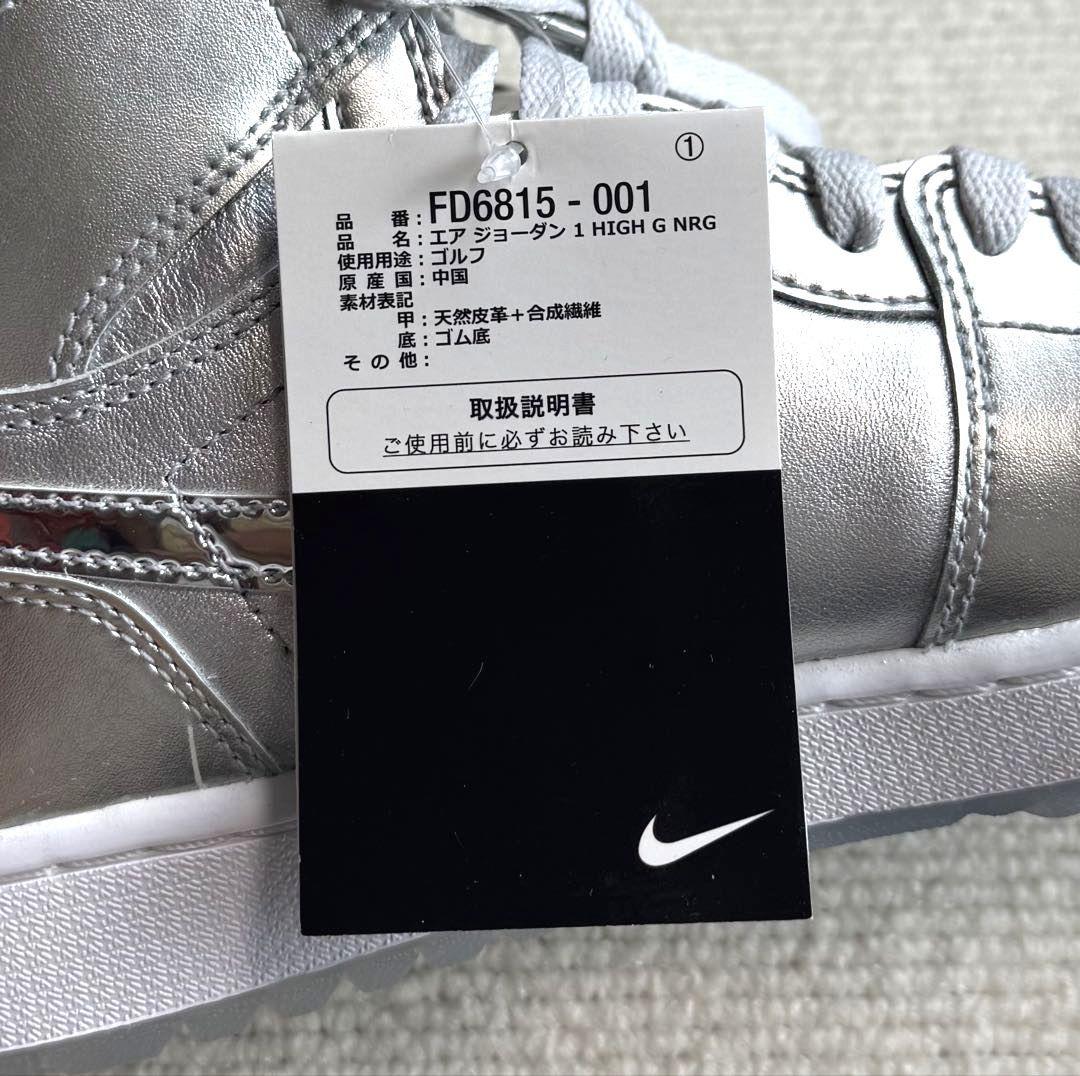 ①
品番:FD6815-001
品名:エア ジョーダン 1 HIGH G NRG
使用用途:ゴルフ
原産国:中国
素材表記
甲:天然皮革+合成繊維
底:ゴム底
その他:
取扱説明書
ご使用前に必ずお読み下さい